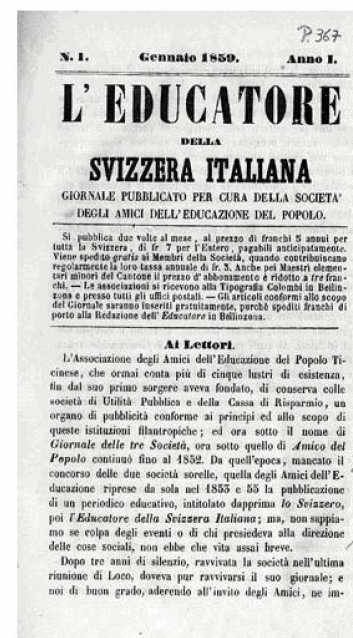 P. 367
N. 1. Gennaio 1859. Anno I.
L'EDUCATORE
DELLA
SVIZZERA ITALIANA
GIORNALE PUBBLICATO PER CURA DELLA SOCIETA'
DEGLI AMICI DELL'EDUCAZIONE DEL POPOLO.
Si pubblica due volte al mese, al prezzo di franchi 5 annui per
tutta la Svizzera, di fr. 7 per l'Estero, pagabili anticipatamente.
Viene spedito gratis ai Membri della Società, quando contribuiscano
regolarmente la loro tassa annuale di fr. 5. Anche pei Maestri elemen-
tari minori del Cantone il prezzo d'abbonamento è ridotto a tre fran-
chi. — Le associazioni si ricevono alla Tipografia Colombi in Bellin-
zona e presso tutti gli uffici postali. — Gli articoli conformi allo scopo
del Giornale saranno inseriti gratuitamente, porchè spediti franchi di
porto alla Redazione dell'Educatore in Bellinzona.
Ai Lettori.
L'Associazione degli Amici dell'Educazione del Popolo Ti-
cinese, che ormai conta più di cinque lustri di esistenza,
fin dal suo primo sorgere aveva fondato, di conserva colle
società di Utilità Pubblica e della Cassa di Risparmio, un
organo di pubblicità conforme ai principi ed allo scopo di
queste istituzioni filantropiche; ed ora sotto il nome di
Giornale delle tre Società, ora sotto quello di Amico del
Popolo continuò fino al 1852. Da quell'epoca, mancato il
concorso delle due società sorelle, quella degli Amici dell'E-
ducazione riprese da sola nel 1853 e 55 la pubblicazione
di un periodico educativo, intitolato dapprima lo Svizzero,
poi l'Educatore della Svizzera Italiana; ma, non sappia-
mo se colpa degli eventi o di chi presiedeva alla direzione
delle cose sociali, non ebbe che vita assai breve.
Dopo tre anni di silenzio, ravvivata la società nell'ultima
riunione di Loco, doveva pur ravvivarsi il suo giornale; e
noi di buon grado, aderendo all'invito degli Amici, ne im-